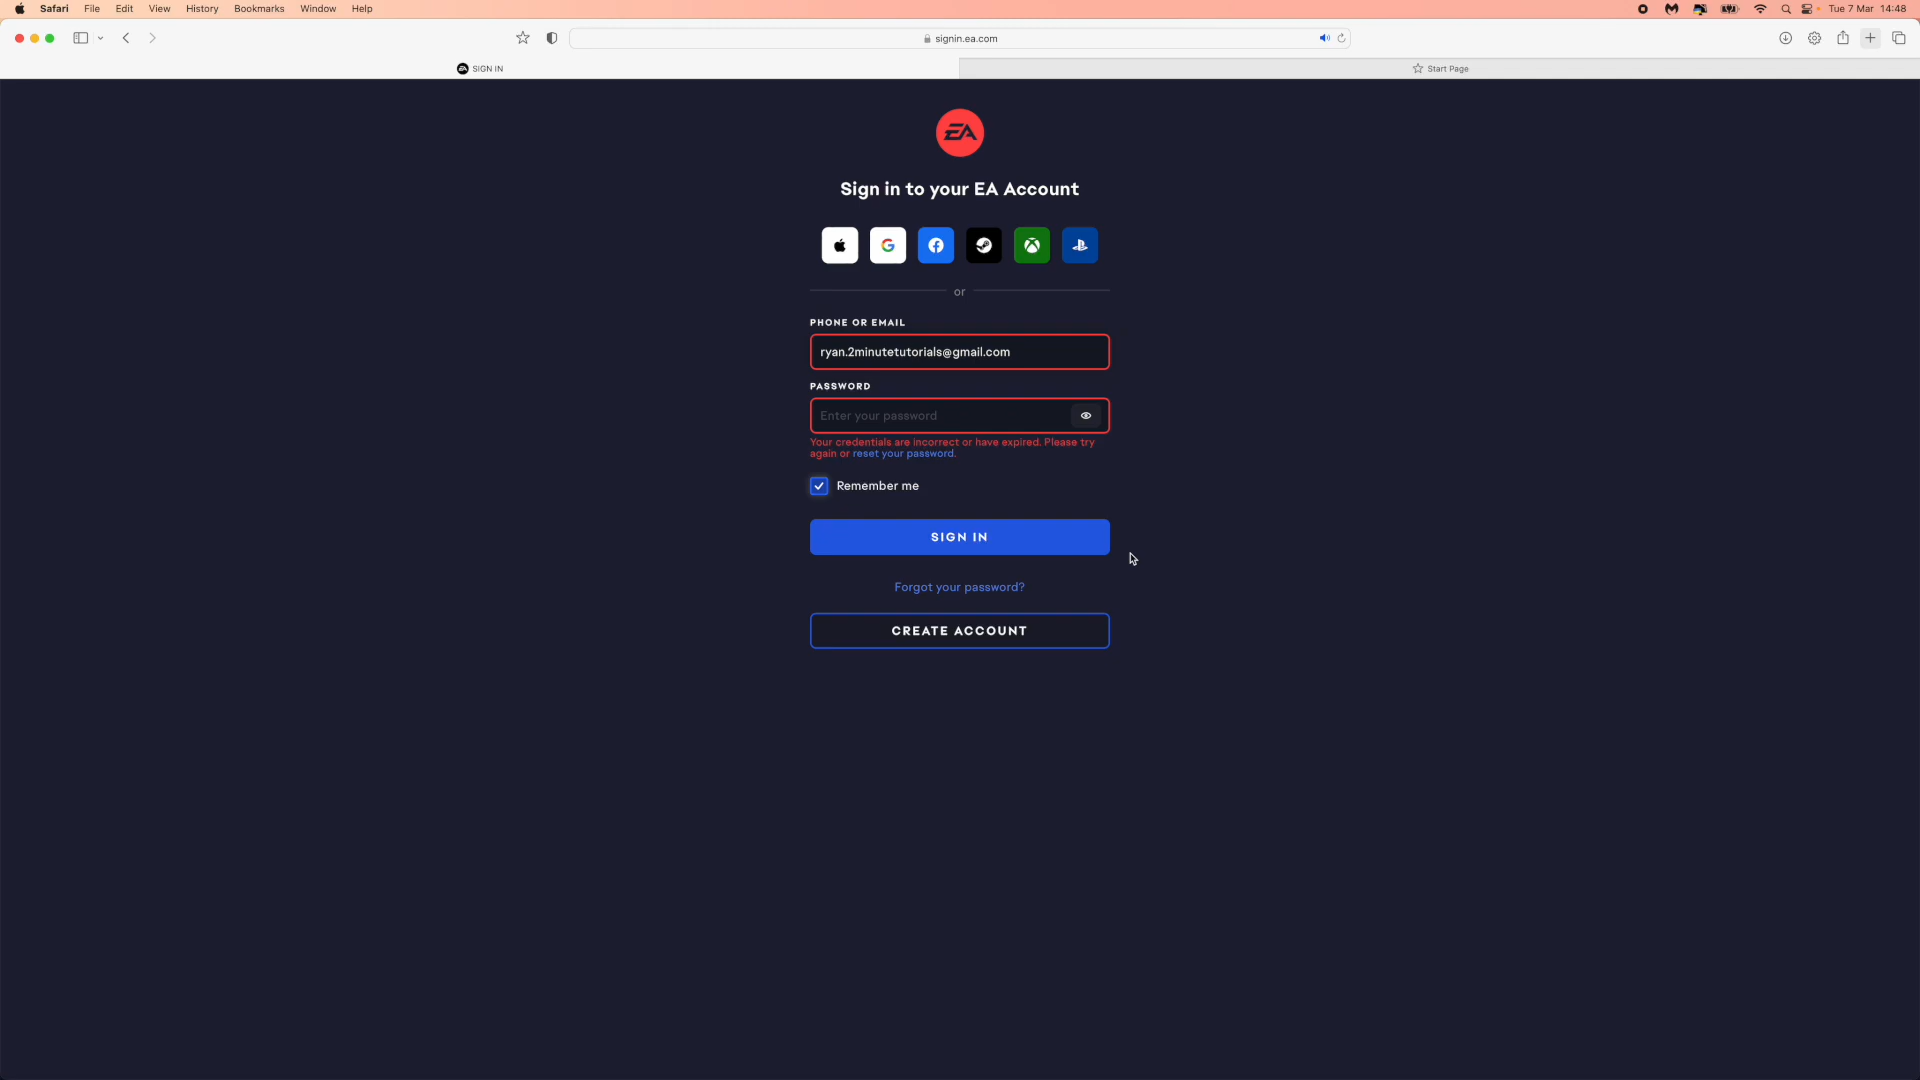 Safari File Edit View History Bookmarks Window Help Tue 7 Mar 14:48
signin.ea.com
EA SIGN IN Start Page
EA
Sign in to your EA Account
or
PHONE OR EMAIL
ryan.2minutetutorials@gmail.com
PASSWORD
Enter your password
Your credentials are incorrect or have expired. Please try
again or reset your password.
Remember me
SIGN IN
Forgot your password?
CREATE ACCOUNT